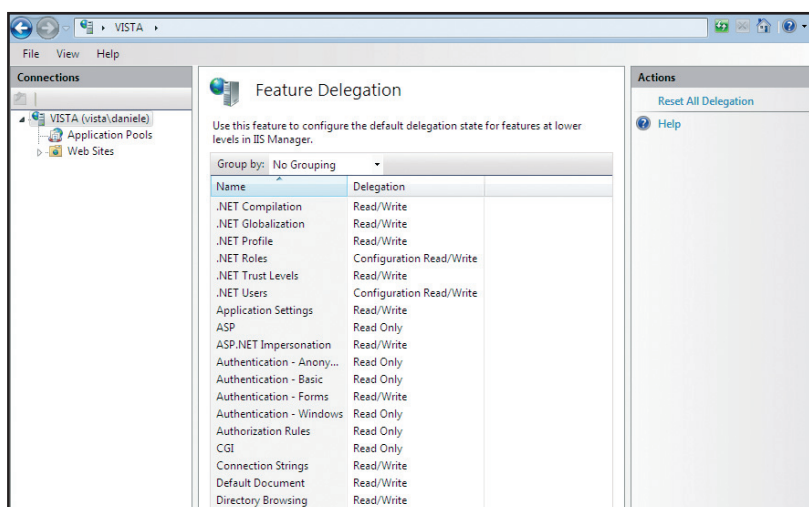 VISTA
File View Help
Connections
VISTA (vista\daniele)
Application Pools
Web Sites
Feature Delegation
Use this feature to configure the default delegation state for features at lower
levels in IIS Manager.
Group by: No Grouping
Name Delegation
.NET Compilation Read/Write
.NET Globalization Read/Write
.NET Profile Read/Write
.NET Roles Configuration Read/Write
.NET Trust Levels Read/Write
.NET Users Configuration Read/Write
Application Settings Read/Write
ASP Read Only
ASP.NET Impersonation Read/Write
Authentication - Anony... Read Only
Authentication - Basic Read Only
Authentication - Forms Read/Write
Authentication - Windows Read Only
Authorization Rules Read Only
CGI Read Only
Connection Strings Read/Write
Default Document Read/Write
Directory Browsing Read/Write
Actions
Reset All Delegation
Help